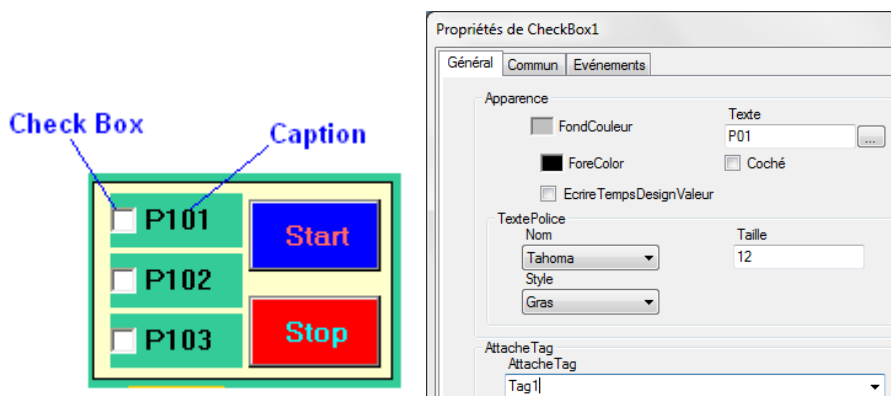 Check Box
Caption
P101
Start
P102
P103
Stop
Propriétés de CheckBox1
Général Commun Evénements
Apparence
FondCouleur
Texte
P01
...
ForeColor
Coché
EcrireTempsDesignValeur
TextePolice
Nom
Taille
Tahoma
12
Style
Gras
AttacheTag
AttacheTag
Tag1